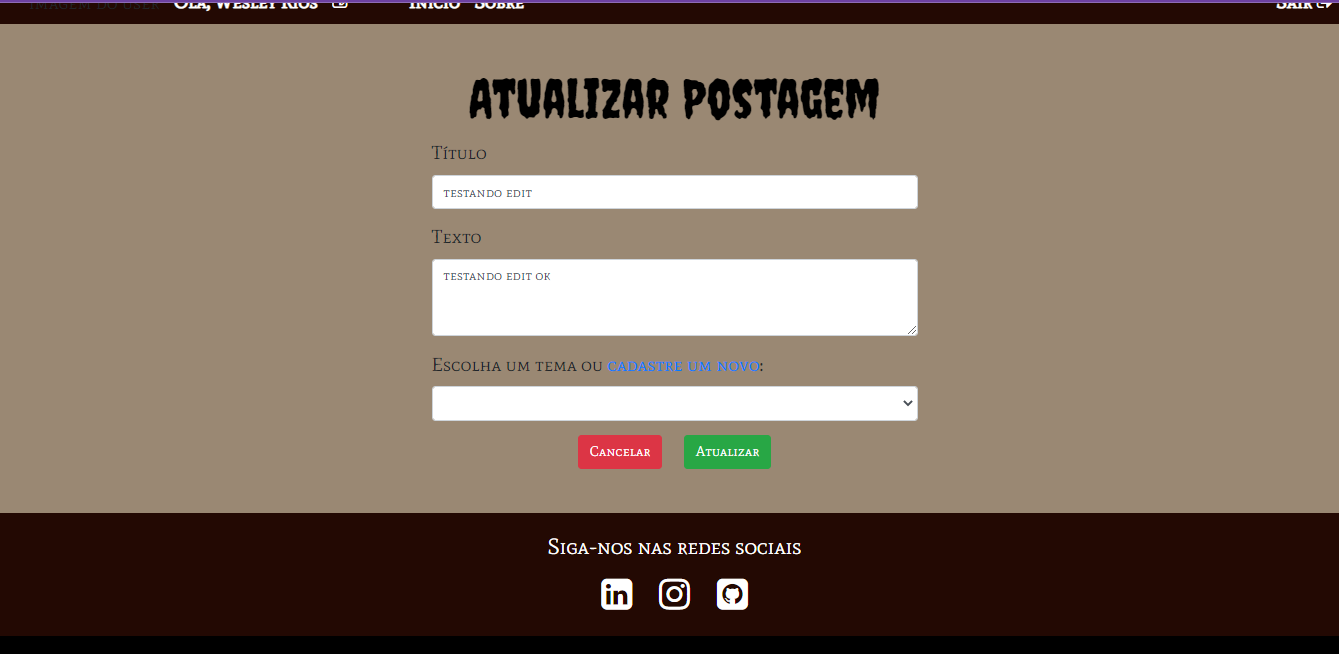 Imagem do user Olá, Wesley Rios Início Sobre Sair
Atualizar Postagem
Título
testando edit
Texto
testando edit ok
Escolha um tema ou cadastre um novo:
Cancelar Atualizar
Siga-nos nas redes sociais
in